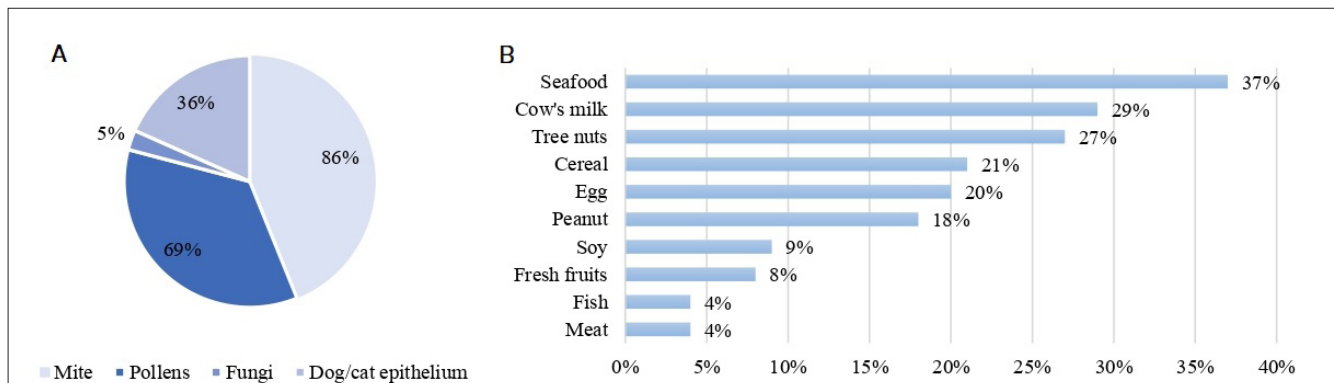 A
36%
5%
86%
69%
Mite Pollens Fungi Dog/cat epithelium
B
Seafood 37%
Cow's milk 29%
Tree nuts 27%
Cereal 21%
Egg 20%
Peanut 18%
Soy 9%
Fresh fruits 8%
Fish 4%
Meat 4%
0% 5% 10% 15% 20% 25% 30% 35% 40%